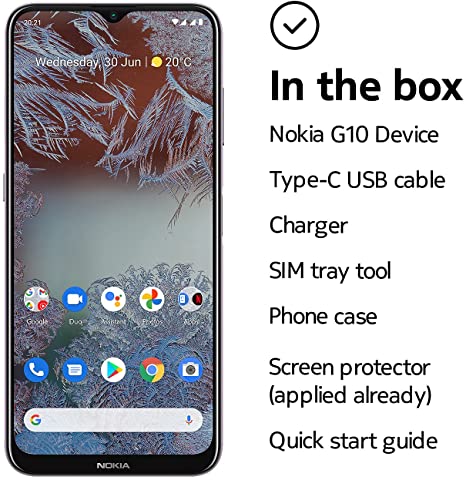 20:21
Wednesday, 30 Jun | 20°C
Google Duo Assistant Photos Apps
G
NOKIA
In the box
Nokia G10 Device
Type-C USB cable
Charger
SIM tray tool
Phone case
Screen protector
(applied already)
Quick start guide